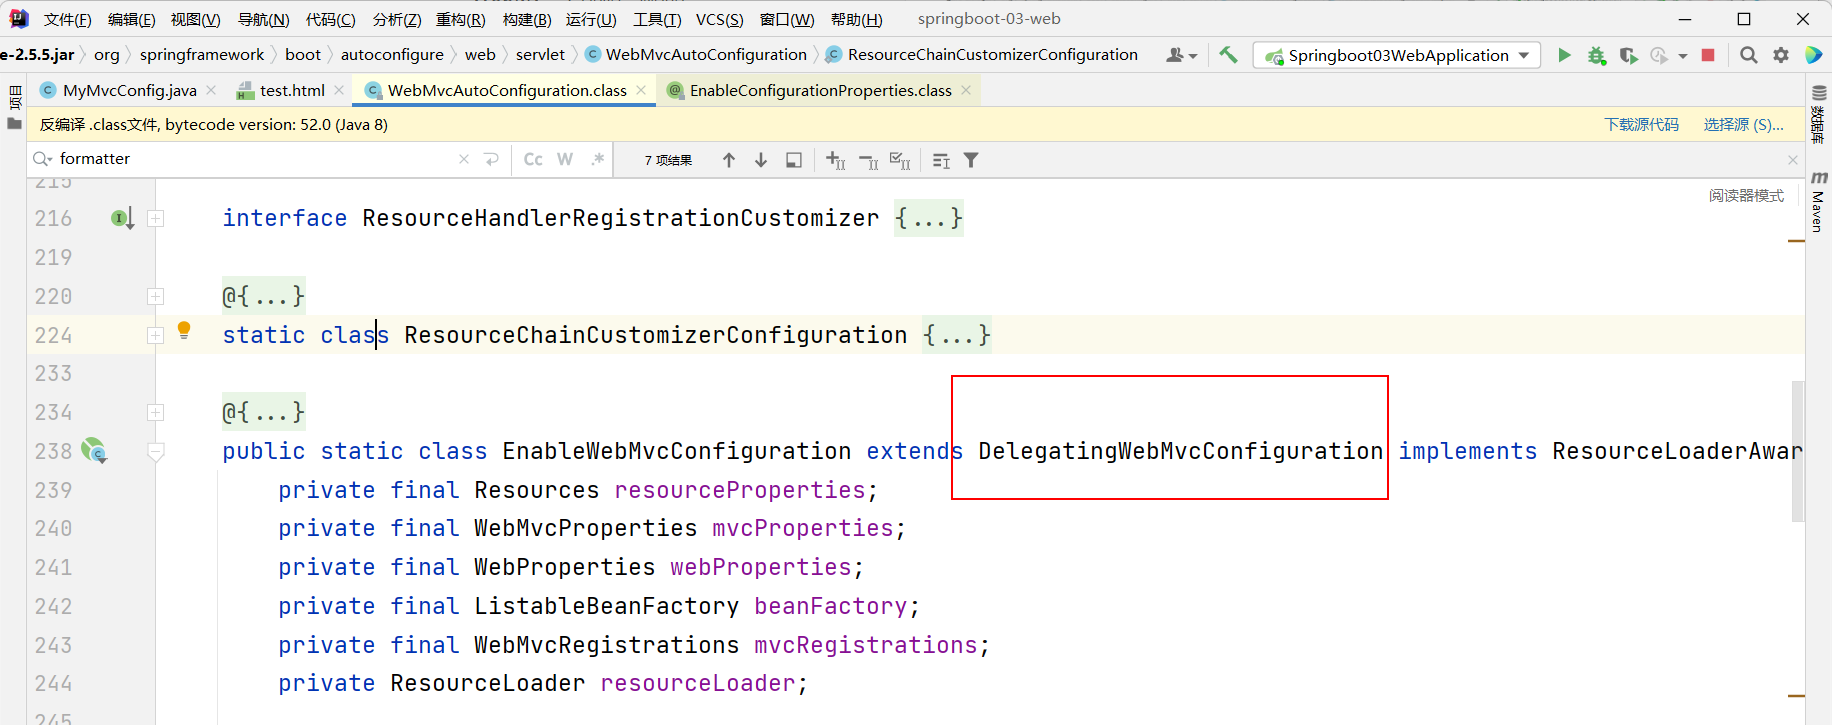 文件(F) 编辑(E) 视图(V) 导航(N) 代码(C) 分析(Z) 重构(R) 构建(B) 运行(U) 工具(T) VCS(S) 窗口(W) 帮助(H) springboot-03-web
e-2.5.5.jar org springframework boot autoconfigure web servlet WebMvcAutoConfiguration ResourceChainCustomizerConfiguration Springboot03WebApplication
项目
MyMvcConfig.java test.html WebMvcAutoConfiguration.class EnableConfigurationProperties.class
数据库
Maven
反编译 .class文件, bytecode version: 52.0 (Java 8) 下载源代码 选择源 (S)...
formatter Cc W .* 7 项结果
阅读器模式
215
216 interface ResourceHandlerRegistrationCustomizer {...}
219
220 @{...}
224 static class ResourceChainCustomizerConfiguration {...}
233
234 @{...}
238 public static class EnableWebMvcConfiguration extends DelegatingWebMvcConfiguration implements ResourceLoaderAwar
239 private final Resources resourceProperties;
240 private final WebMvcProperties mvcProperties;
241 private final WebProperties webProperties;
242 private final ListableBeanFactory beanFactory;
243 private final WebMvcRegistrations mvcRegistrations;
244 private ResourceLoader resourceLoader;
245